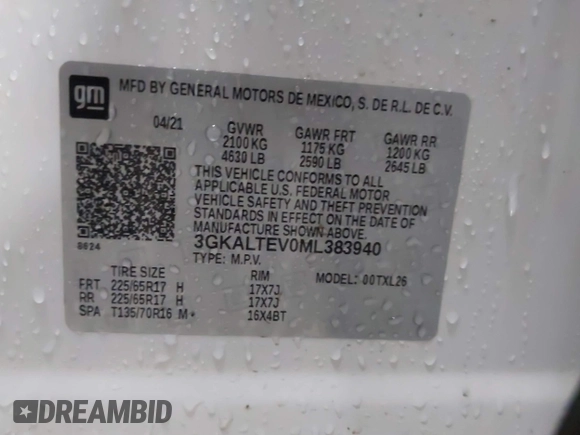 gm
MFD BY GENERAL MOTORS DE MEXICO, S. DE R.L. DE C.V.
04/21 GVWR GAWR FRT GAWR RR
2100 KG 1175 KG 1200 KG
4630 LB 2590 LB 2645 LB
THIS VEHICLE CONFORMS TO ALL
APPLICABLE U.S. FEDERAL MOTOR
VEHICLE SAFETY AND THEFT
PREVENTION STANDARDS
IN EFFECT ON THE DATE OF
MANUFACTURE SHOWN ABOVE.
0024
3GKALTEV0ML383940
TYPE: M.P.V.
MODEL: 00TXL26
TIRE SIZE RIM
FRT 225/65R17 H 17X7J
RR 225/65R17 H 17X7J
SPA T135/70R16 M+ 16X4BT
DREAMBID